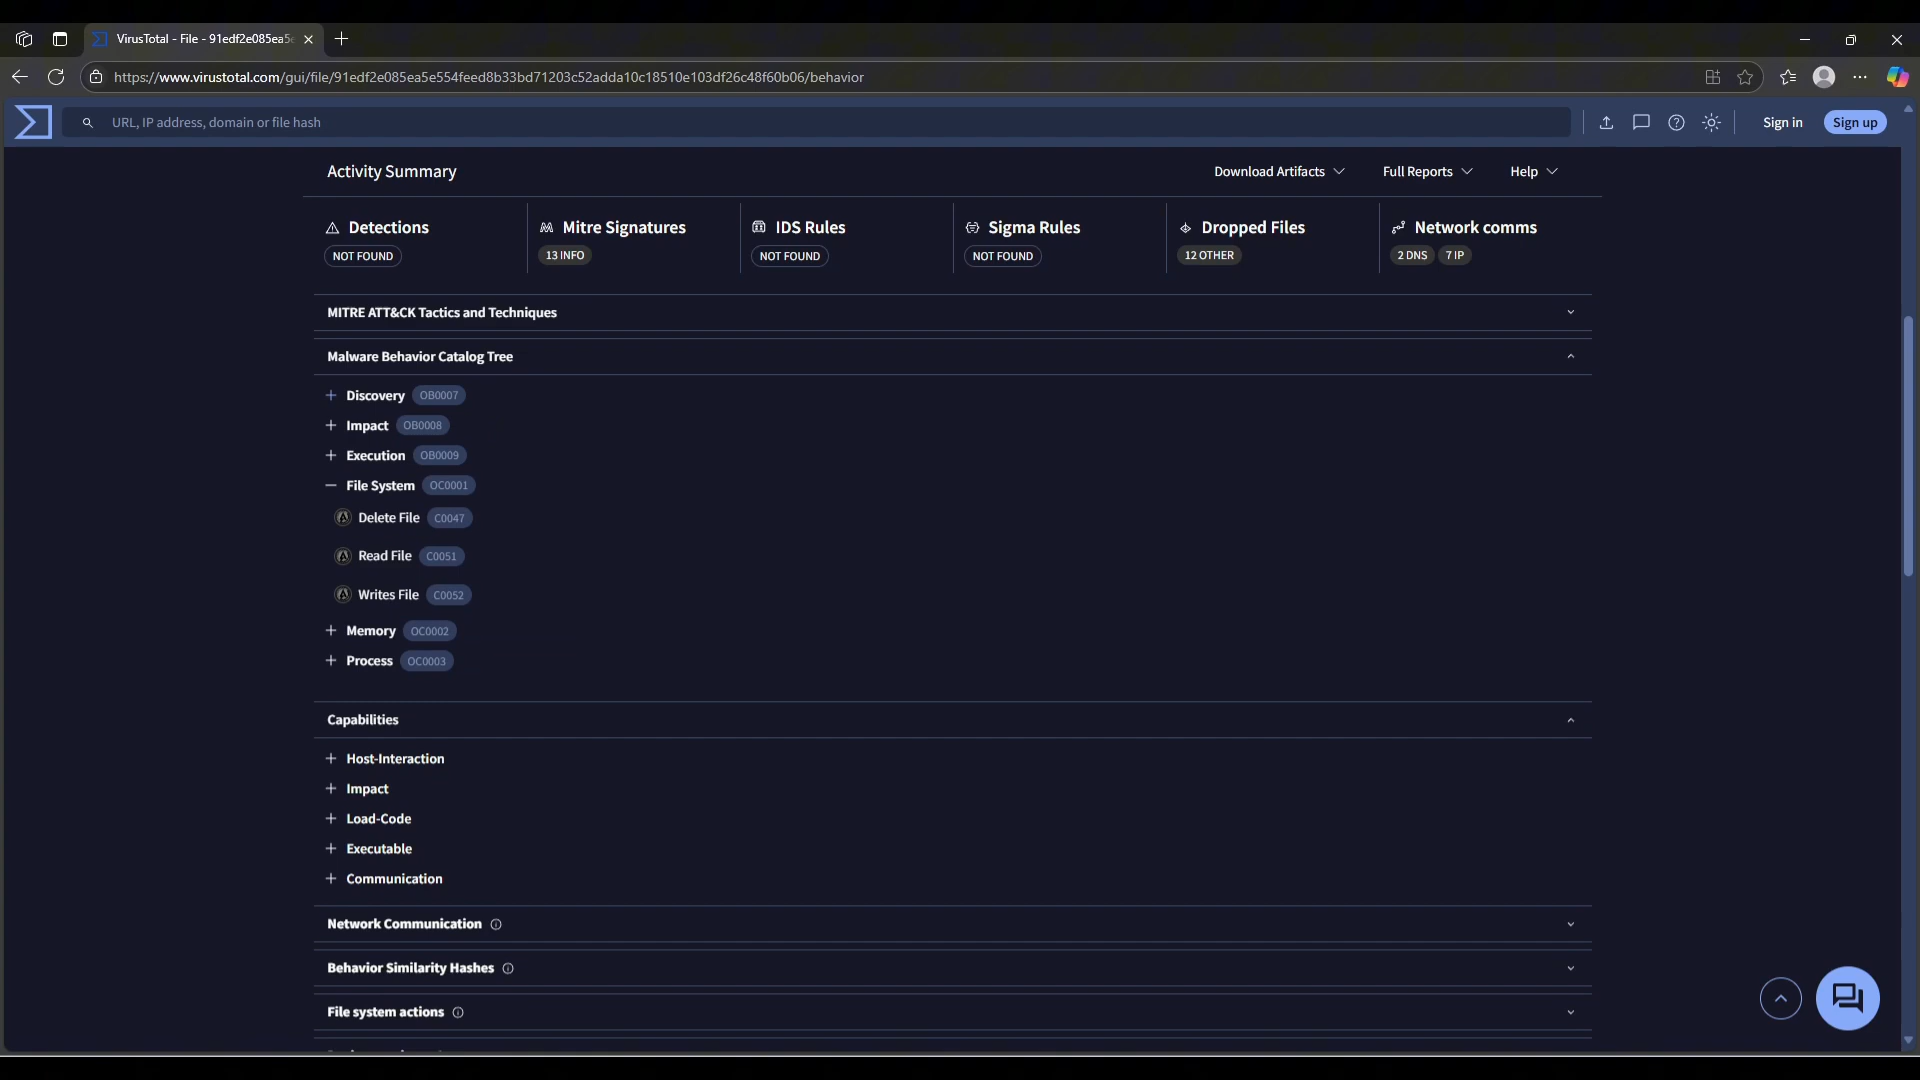 VirusTotal - File - 91edf2e085ea5e
https://www.virustotal.com/gui/file/91edf2e085ea5e554feed8b33bd71203c52adda10c18510e103df26c48f60b06/behavior
URL, IP address, domain or file hash
Sign in
Sign up
Activity Summary
Download Artifacts
Full Reports
Help
Detections
NOT FOUND
Mitre Signatures
13 INFO
IDS Rules
NOT FOUND
Sigma Rules
NOT FOUND
Dropped Files
12 OTHER
Network comms
2 DNS 7 IP
MITRE ATT&CK Tactics and Techniques
Malware Behavior Catalog Tree
Discovery OB0007
Impact OB0008
Execution OB0009
File System OC0001
Delete File C0047
Read File C0051
Writes File C0052
Memory OC0002
Process OC0003
Capabilities
Host-Interaction
Impact
Load-Code
Executable
Communication
Network Communication
Behavior Similarity Hashes
File system actions